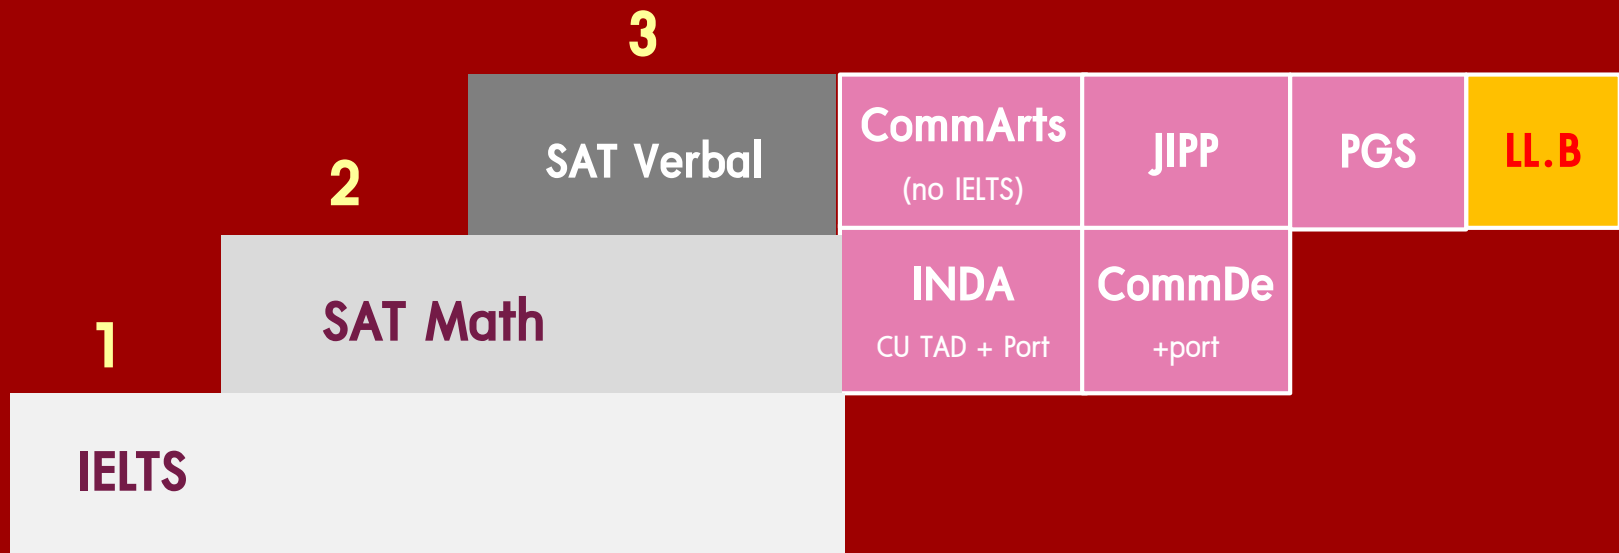 3
SAT Verbal
CommArts
(no IELTS)
JIPP
PGS
LL.B
2
SAT Math
INDA
CU TAD + Port
CommDe
+port
1
IELTS